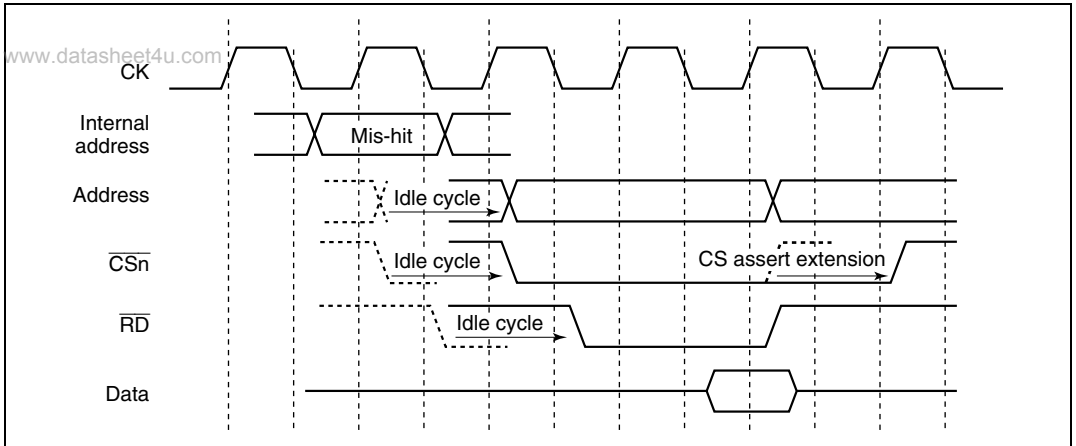 www.datasheet4u.com
CK
Internal
address
Mis-hit
Address
Idle cycle
CSn
Idle cycle
CS assert extension
RD
Idle cycle
Data